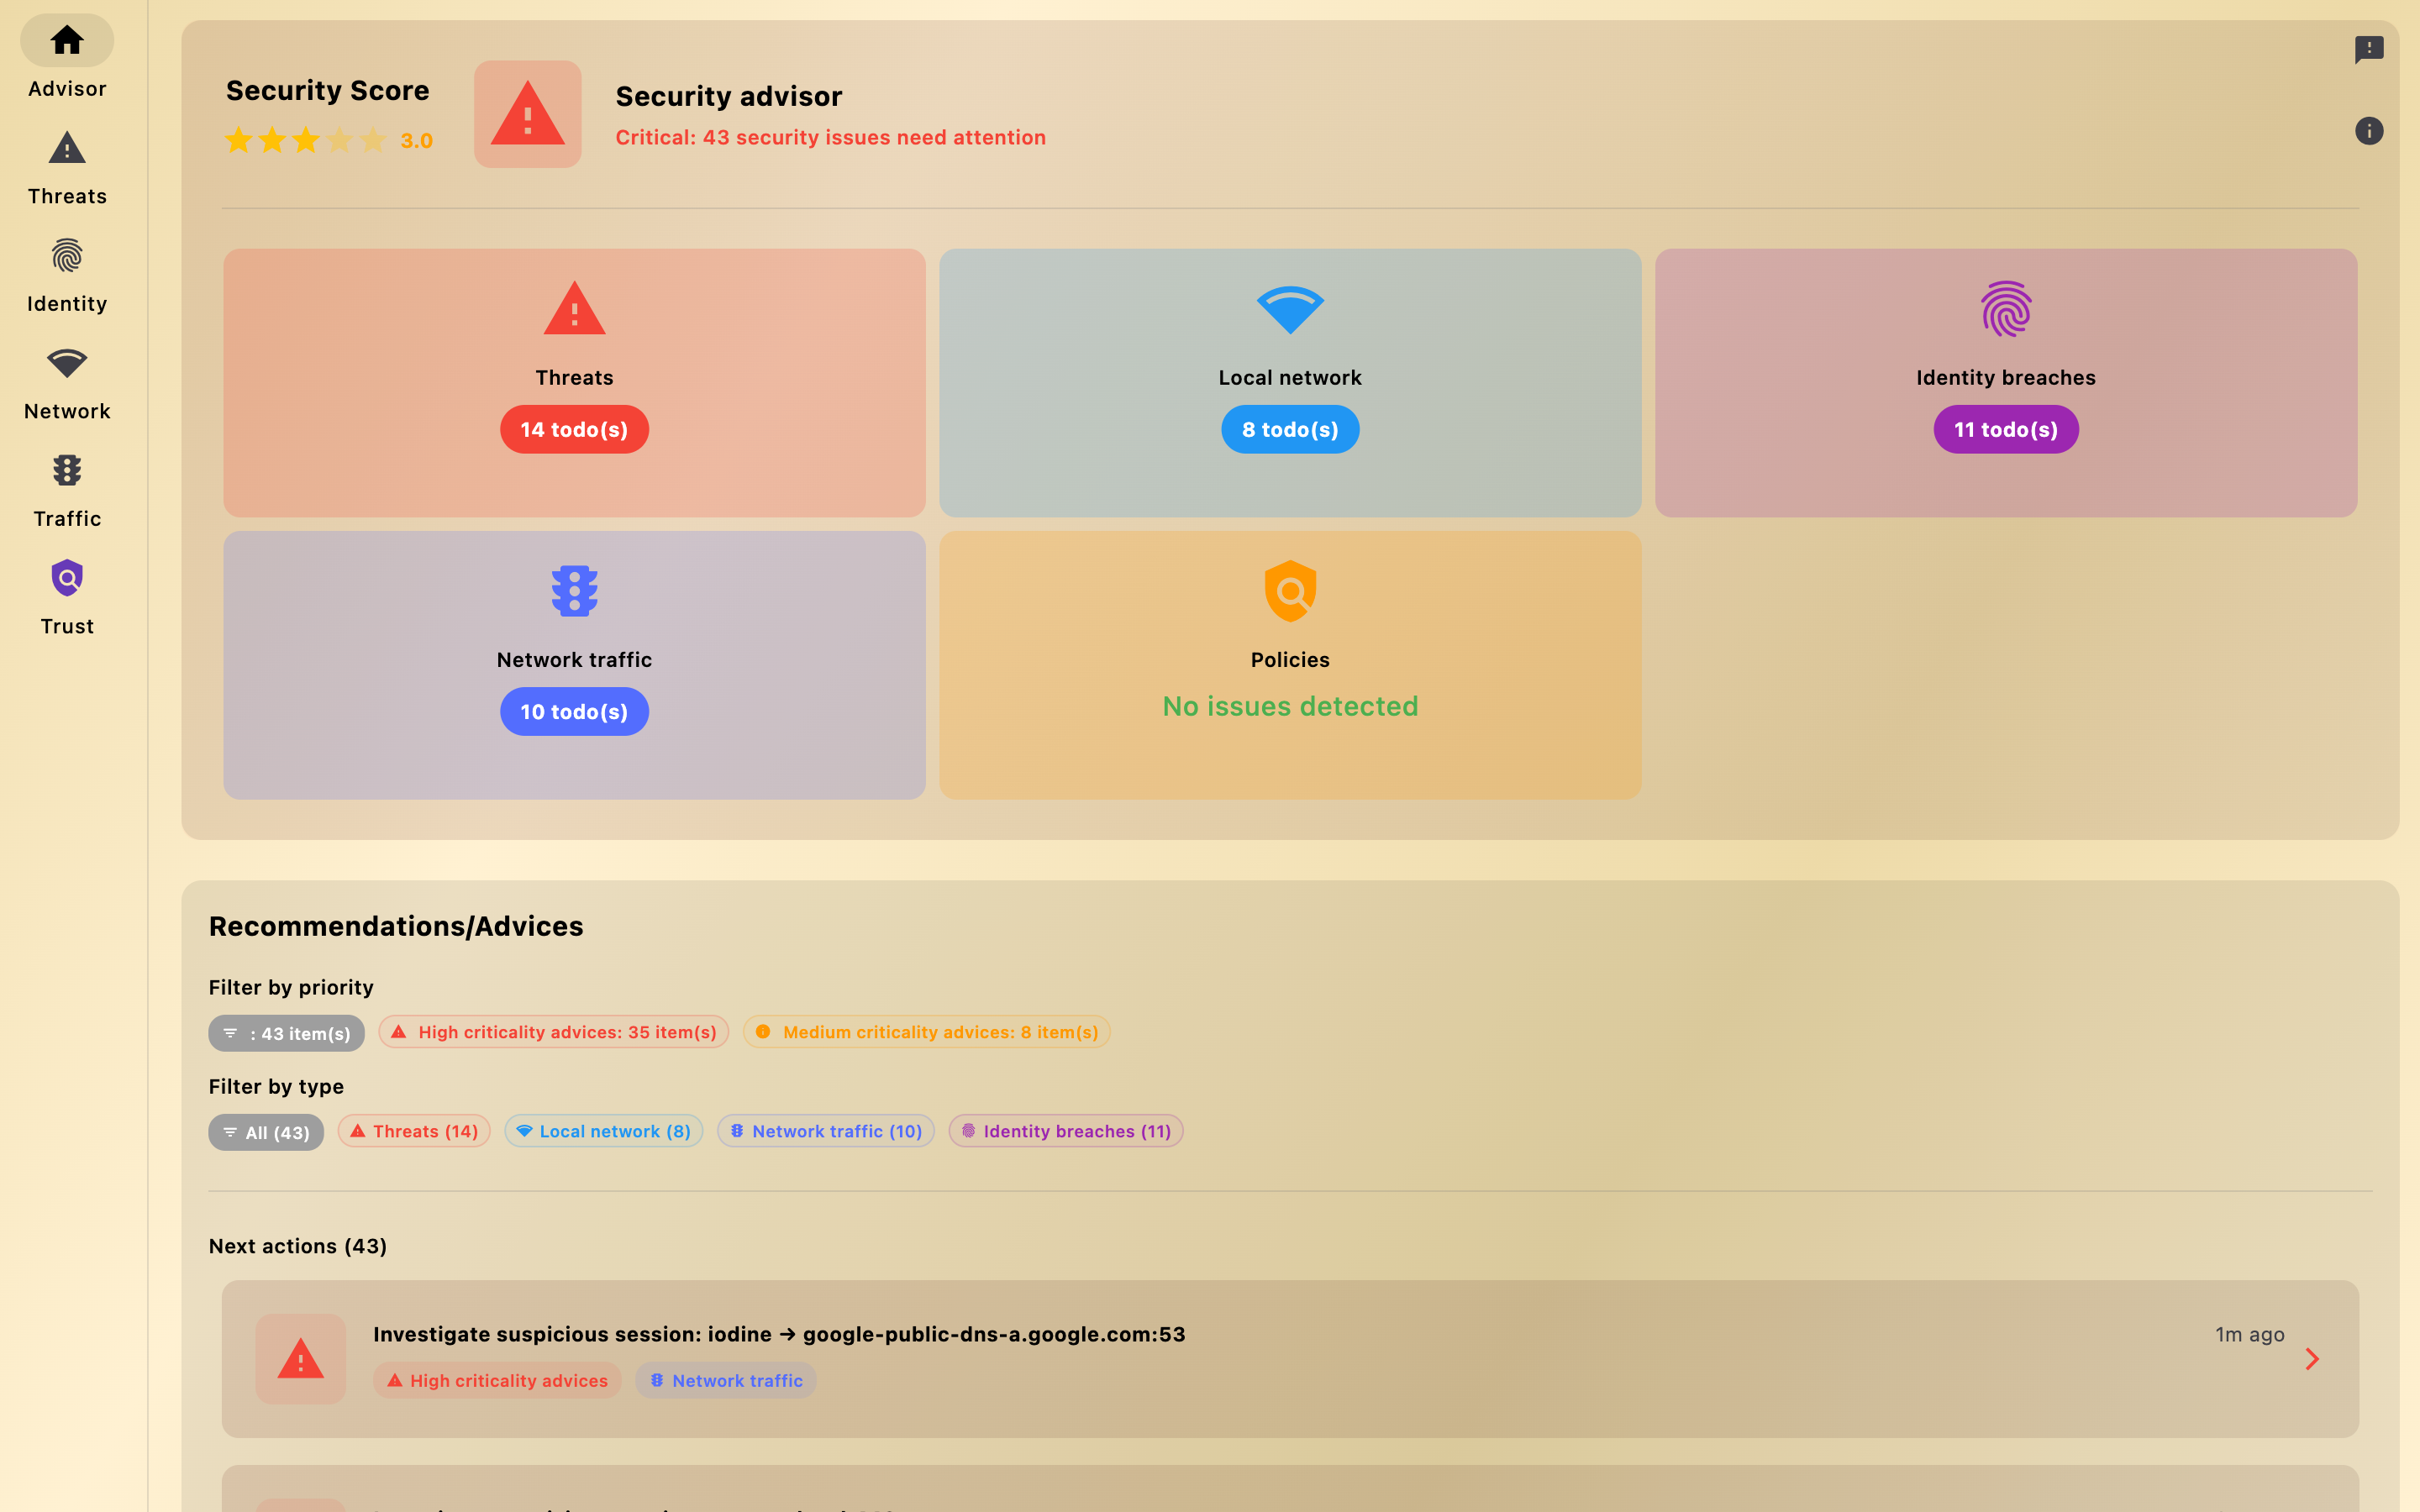 Advisor
Threats
Identity
Network
Traffic
Trust
Security Score
3.0
Security advisor
Critical: 43 security issues need attention
Threats
14 todo(s)
Local network
8 todo(s)
Identity breaches
11 todo(s)
Network traffic
10 todo(s)
Policies
No issues detected
Recommendations/Advices
Filter by priority
: 43 item(s)
High criticality advices: 35 item(s)
Medium criticality advices: 8 item(s)
Filter by type
All (43)
Threats (14)
Local network (8)
Network traffic (10)
Identity breaches (11)
Next actions (43)
Investigate suspicious session: iodine → google-public-dns-a.google.com:53
1m ago
High criticality advices
Network traffic